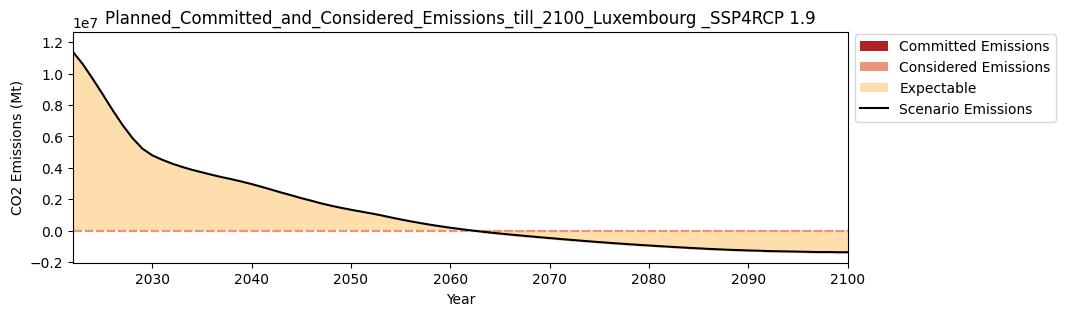 Planned_Committed_and_Considered_Emissions_till_2100_Luxembourg _SSP4RCP 1.9
1e7
1.2
1.0
0.8
0.6
0.4
0.2
0.0
−0.2
CO2 Emissions (Mt)
2030 2040 2050 2060 2070 2080 2090 2100
Year
Committed Emissions
Considered Emissions
Expectable
Scenario Emissions